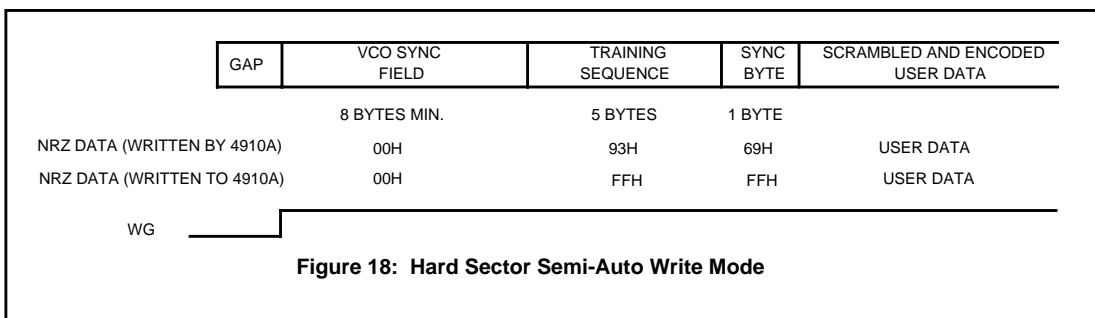 GAP VCO SYNC FIELD TRAINING SEQUENCE SYNC BYTE SCRAMBLED AND ENCODED USER DATA
8 BYTES MIN. 5 BYTES 1 BYTE
NRZ DATA (WRITTEN BY 4910A) 00H 93H 69H USER DATA
NRZ DATA (WRITTEN TO 4910A) 00H FFH FFH USER DATA
WG
Figure 18: Hard Sector Semi-Auto Write Mode